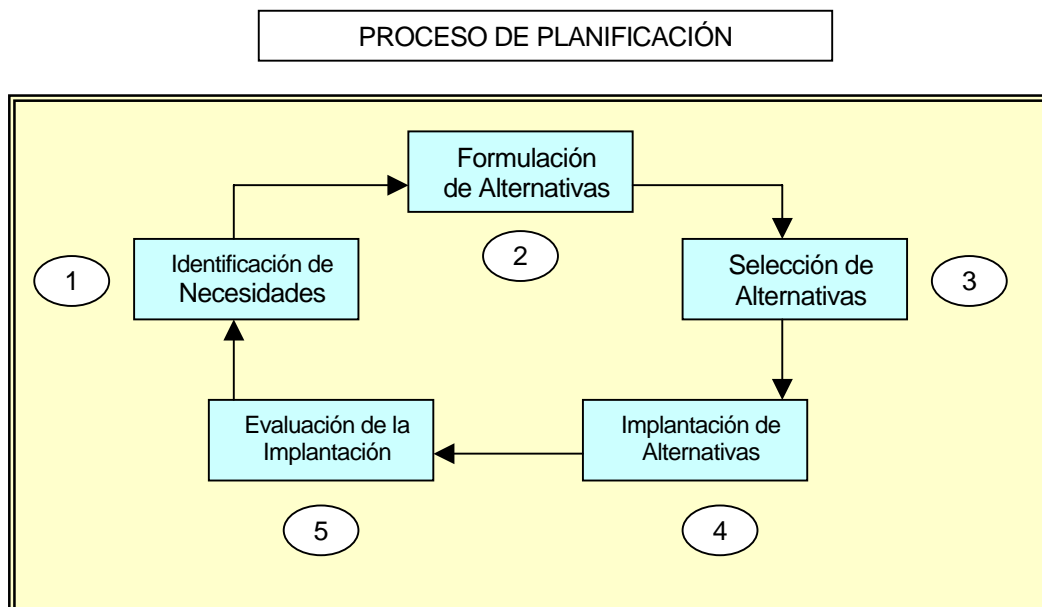 PROCESO DE PLANIFICACIÓN
Formulación
de Alternativas
2
1
Identificación de
Necesidades
Selección de
Alternativas
3
Evaluación de la
Implantación
Implantación de
Alternativas
5
4